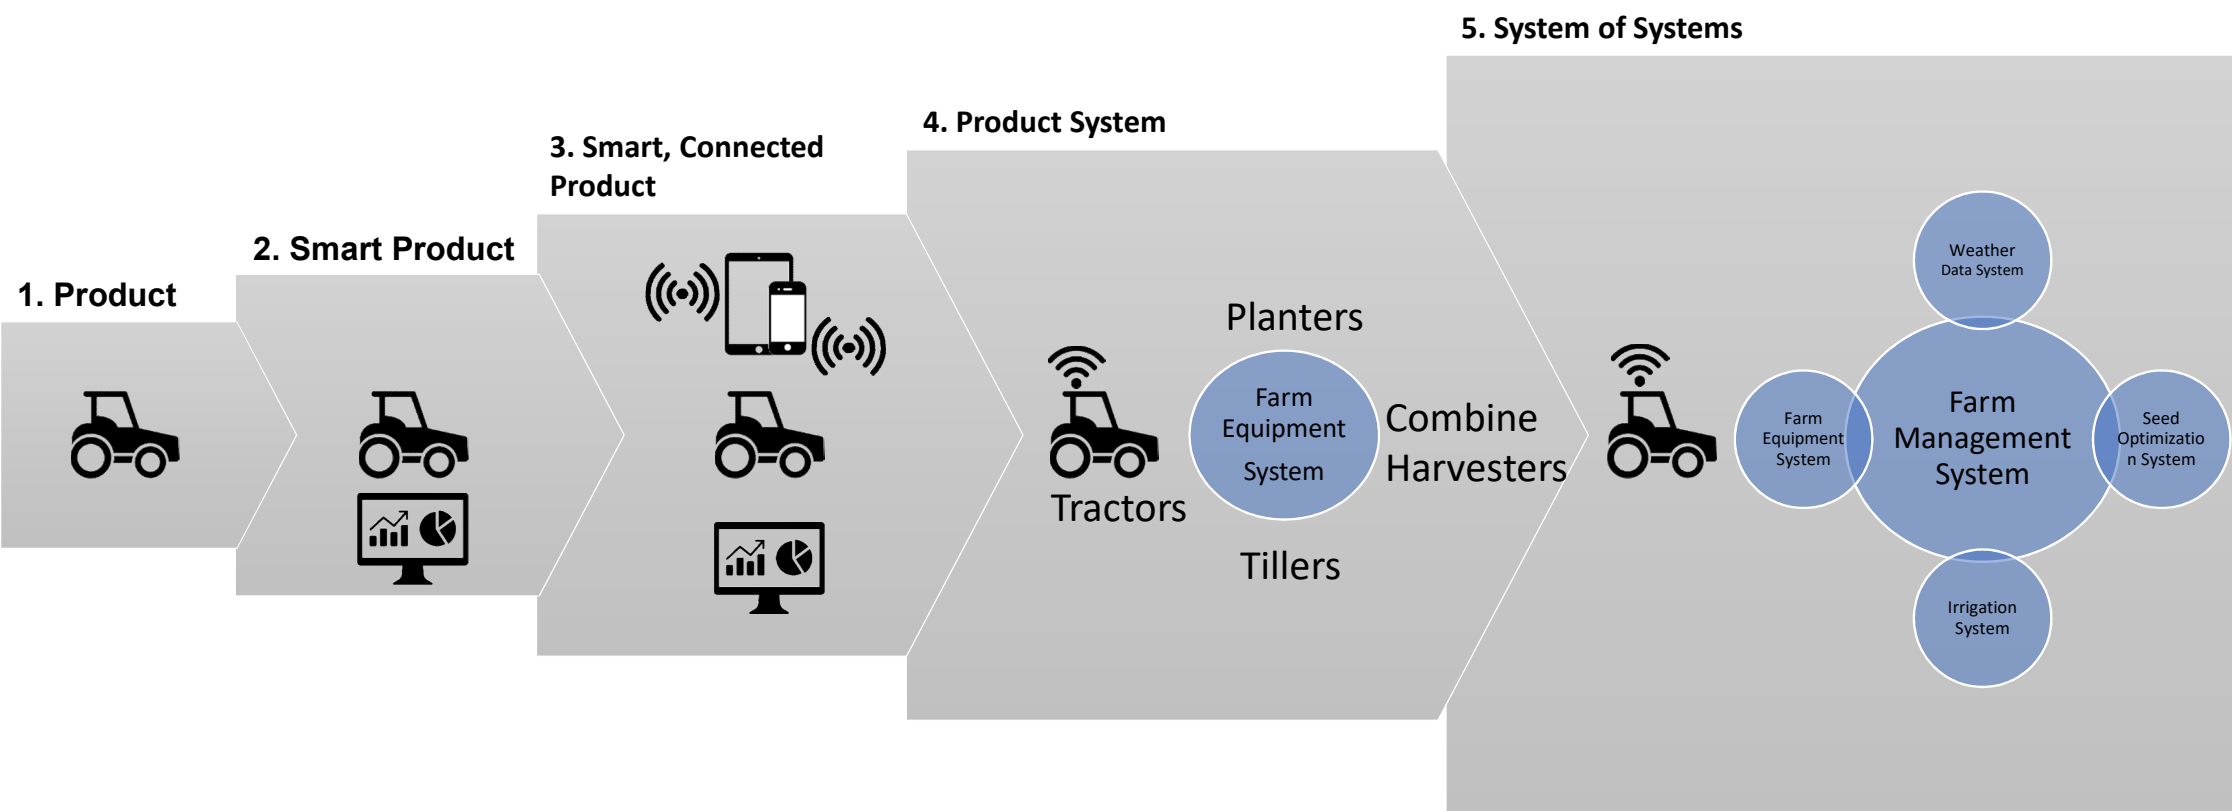 1. Product
2. Smart Product
3. Smart, Connected
Product
4. Product System
Planters
Farm
Equipment
System
Combine
Harvesters
Tractors
Tillers
5. System of Systems
Weather
Data System
Farm
Equipment
System
Farm
Management
System
Seed
Optimizatio
n System
Irrigation
System